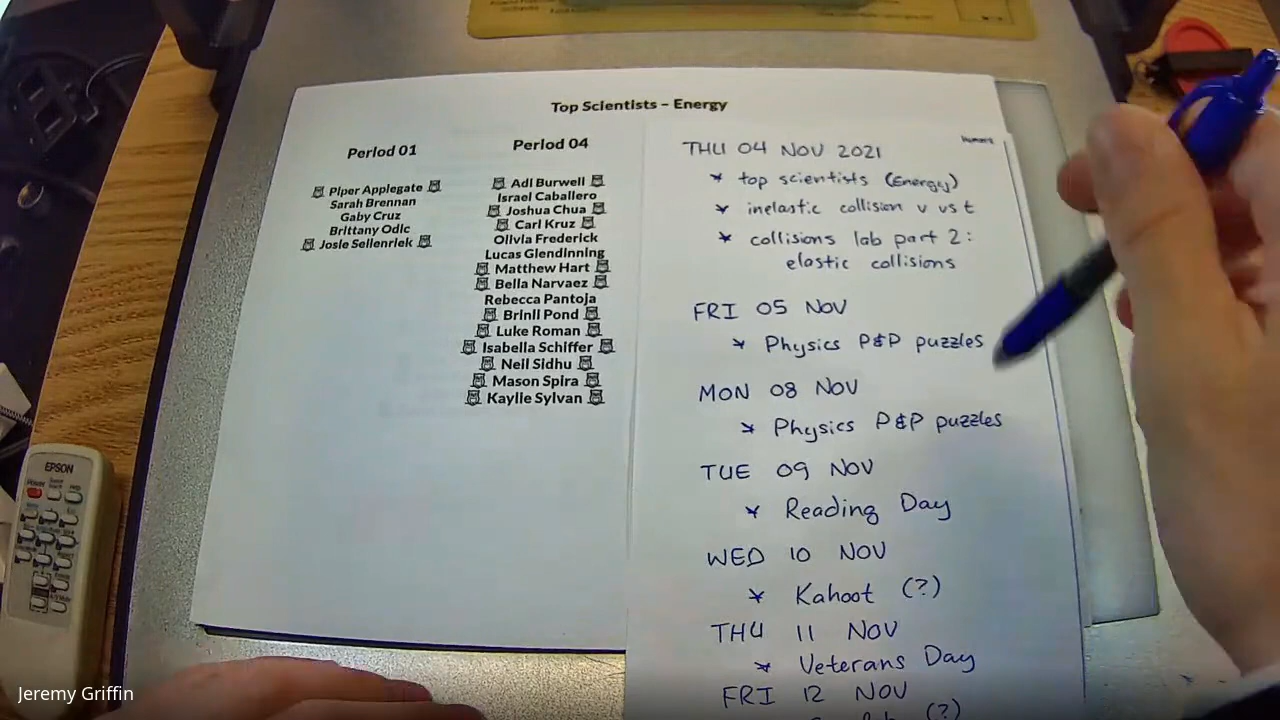 Top Scientists – Energy
Period 01
Piper Applegate
Sarah Brennan
Gaby Cruz
Brittany Odic
Josie Sellenriek
Period 04
Adi Burwell
Israel Caballero
Joshua Chua
Carl Kruz
Olivia Frederick
Lucas Glendinning
Matthew Hart
Bella Narvaez
Rebecca Pantoja
Brinli Pond
Luke Roman
Isabella Schiffer
Neil Sidhu
Mason Spira
Kaylie Sylvan
THU 04 NOV 2021
* top scientists (Energy)
* inelastic collision v vs t
* collisions lab part 2:
elastic collisions
FRI 05 NOV
* Physics P&P puzzles
MON 08 NOV
* Physics P&P puzzles
TUE 09 NOV
* Reading Day
WED 10 NOV
* Kahoot (?)
THU 11 NOV
* Veterans Day
FRI 12 NOV
(?)
EPSON
Power
Help
Jeremy Griffin